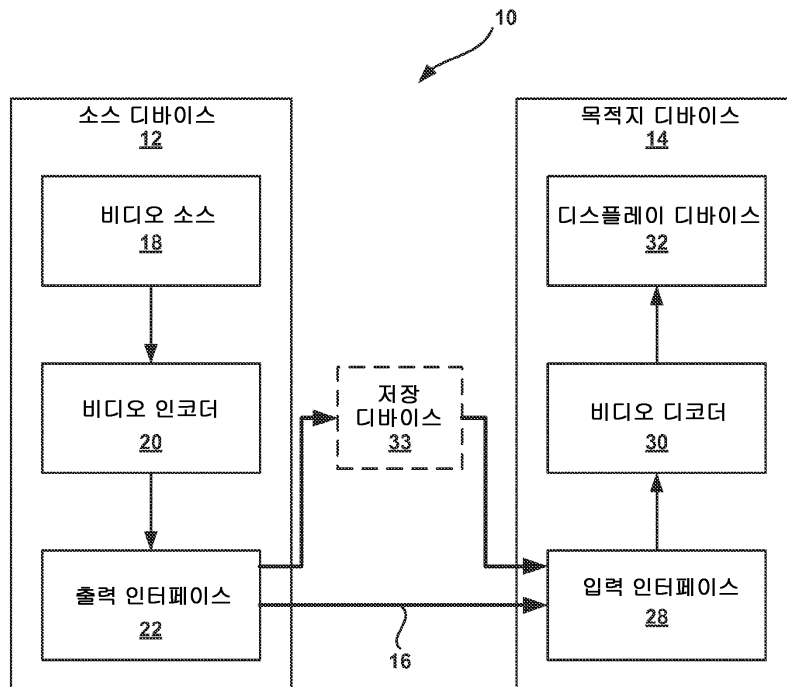 10
소스 디바이스
12
비디오 소스
18
비디오 인코더
20
출력 인터페이스
22
저장
디바이스
33
16
목적지 디바이스
14
디스플레이 디바이스
32
비디오 디코더
30
입력 인터페이스
28